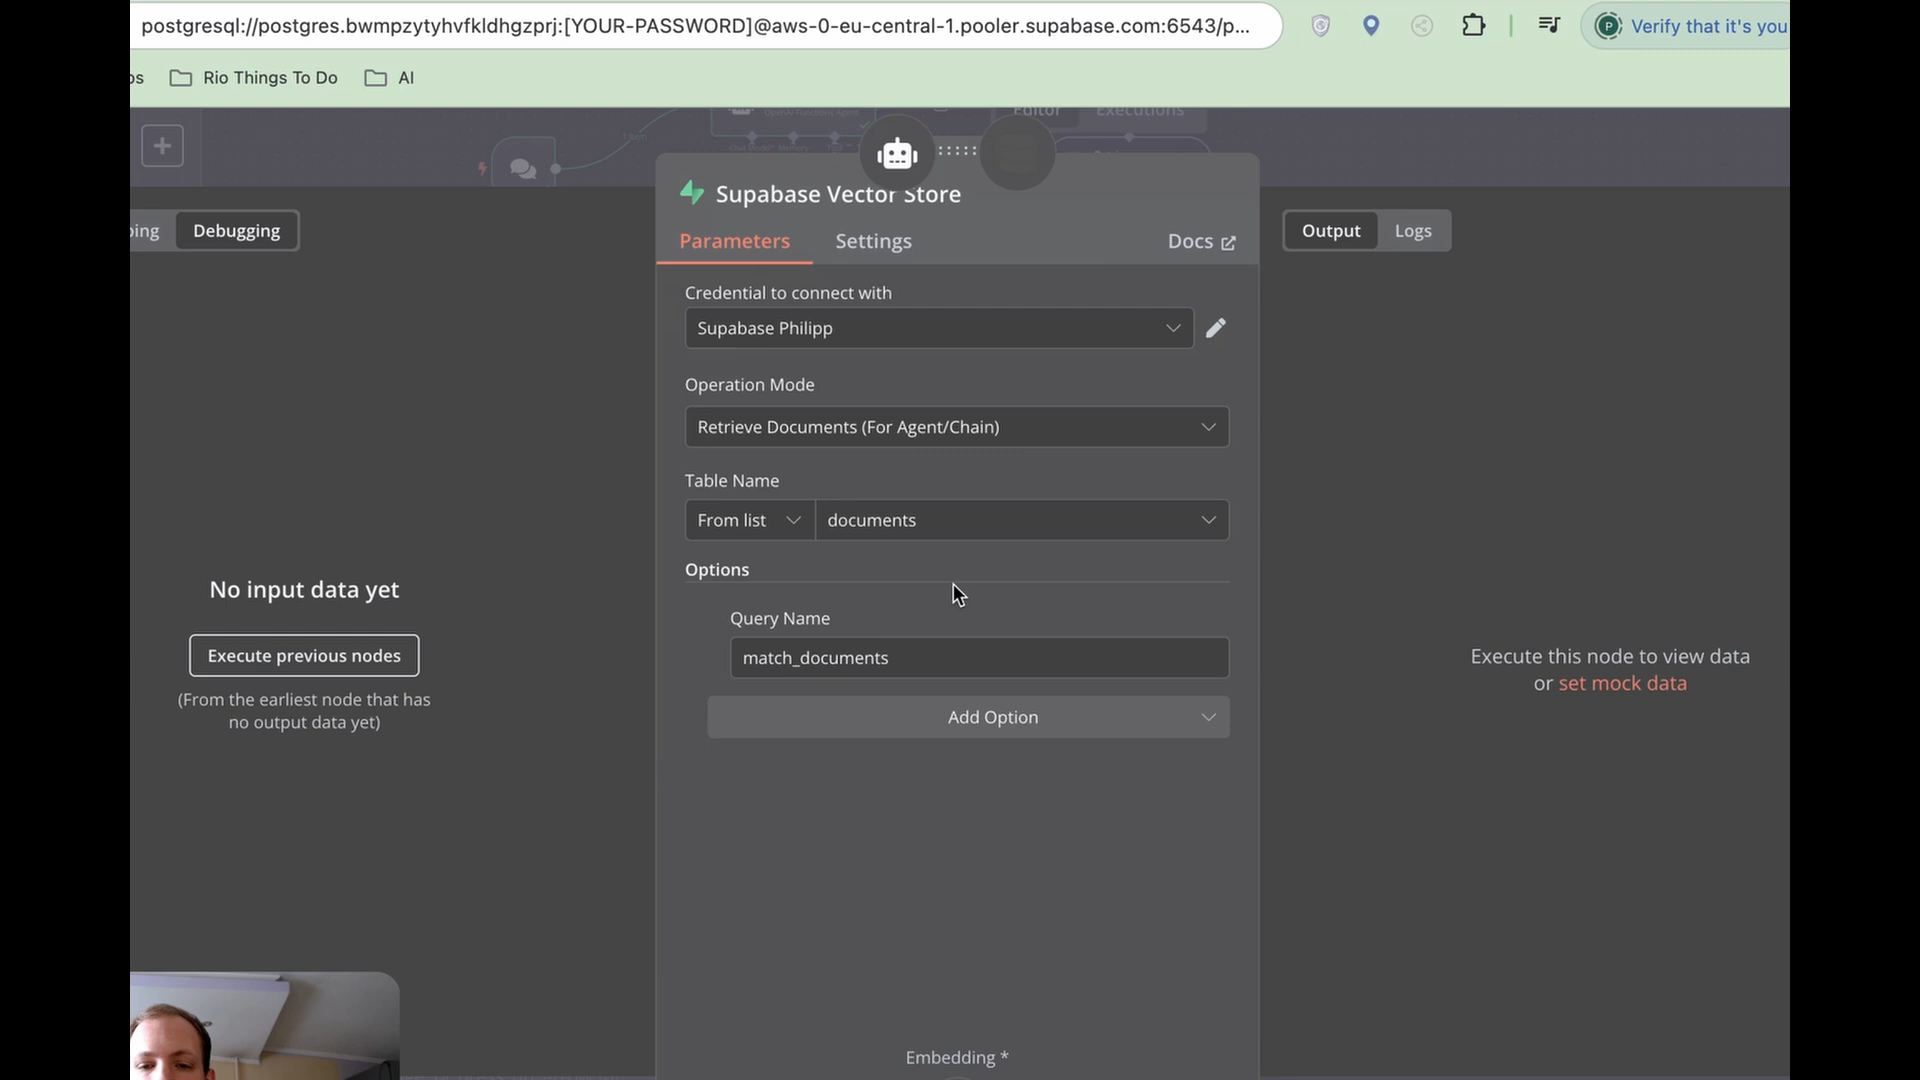 postgresql://postgres.bwmpzytyhvfkldhgzprj:[YOUR-PASSWORD]@aws-0-eu-central-1.pooler.supabase.com:6543/p...
Verify that it's you
Rio Things To Do
AI
Editor
Executions
Supabase Vector Store
Debugging
Parameters
Settings
Docs
Output
Logs
Credential to connect with
Supabase Philipp
Operation Mode
Retrieve Documents (For Agent/Chain)
Table Name
From list
documents
Options
Query Name
match_documents
Add Option
No input data yet
Execute previous nodes
(From the earliest node that has
no output data yet)
Execute this node to view data
or set mock data
Embedding *